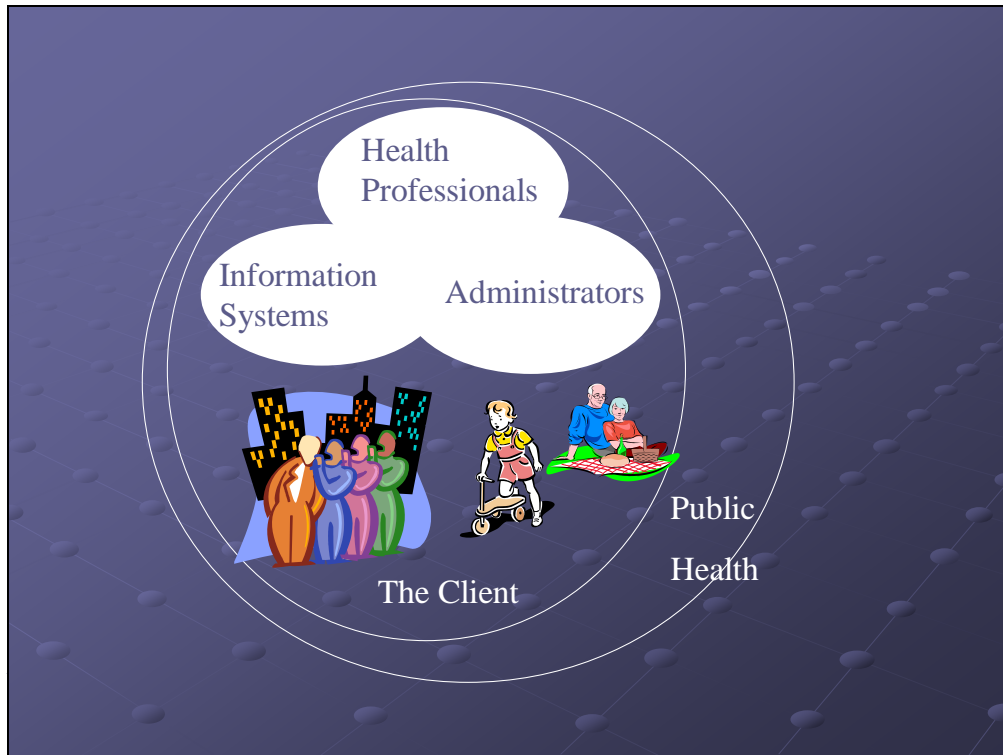 Health
Professionals
Information
Systems
Administrators
Public
Health
The Client